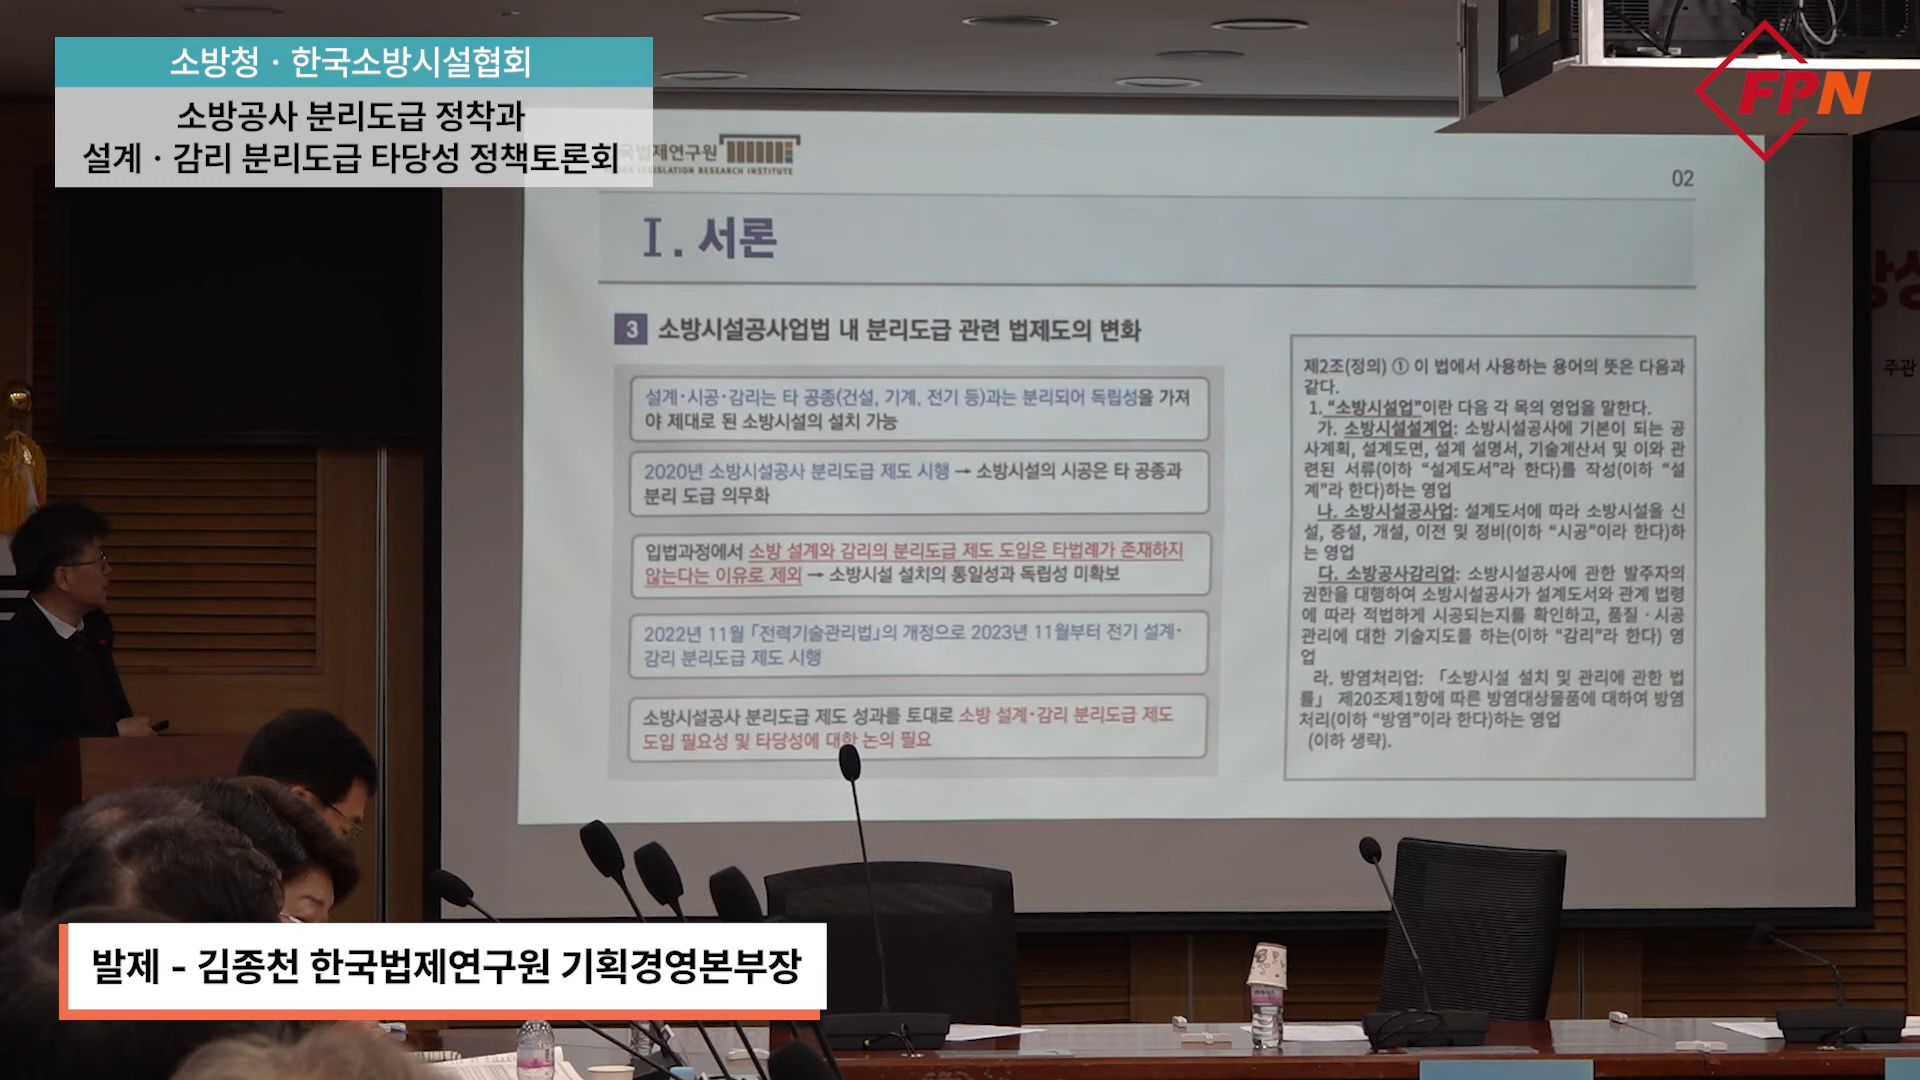 소방청 · 한국소방시설협회
소방공사 분리도급 정착과
설계 · 감리 분리도급 타당성 정책토론회
FPN
국법제연구원
LEGISLATION RESEARCH INSTITUTE
02
Ⅰ. 서론
3 소방시설공사업법 내 분리도급 관련 법제도의 변화
설계·시공·감리는 타 공종(건설, 기계, 전기 등)과는 분리되어 독립성을 가져
야 제대로 된 소방시설의 설치 가능
2020년 소방시설공사 분리도급 제도 시행 → 소방시설의 시공은 타 공종과
분리 도급 의무화
입법과정에서 소방 설계와 감리의 분리도급 제도 도입은 타법례가 존재하지
않는다는 이유로 제외 → 소방시설 설치의 통일성과 독립성 미확보
2022년 11월 「전력기술관리법」의 개정으로 2023년 11월부터 전기 설계·
감리 분리도급 제도 시행
소방시설공사 분리도급 제도 성과를 토대로 소방 설계·감리 분리도급 제도
도입 필요성 및 타당성에 대한 논의 필요
제2조(정의) ① 이 법에서 사용하는 용어의 뜻은 다음과
같다.
1. “소방시설업”이란 다음 각 목의 영업을 말한다.
가. 소방시설설계업: 소방시설공사에 기본이 되는 공
사계획, 설계도면, 설계 설명서, 기술계산서 및 이와 관
련된 서류(이하 “설계도서”라 한다)를 작성(이하 “설
계”라 한다)하는 영업
나. 소방시설공사업: 설계도서에 따라 소방시설을 신
설, 증설, 개설, 이전 및 정비(이하 “시공”이라 한다)하
는 영업
다. 소방공사감리업: 소방시설공사에 관한 발주자의
권한을 대행하여 소방시설공사가 설계도서와 관계 법령
에 따라 적법하게 시공되는지를 확인하고, 품질 · 시공
관리에 대한 기술지도를 하는(이하 “감리”라 한다) 영
업
라. 방염처리업: 「소방시설 설치 및 관리에 관한 법
률」 제20조제1항에 따른 방염대상물품에 대하여 방염
처리(이하 “방염”이라 한다)하는 영업
(이하 생략).
주관
발제 - 김종천 한국법제연구원 기획경영본부장